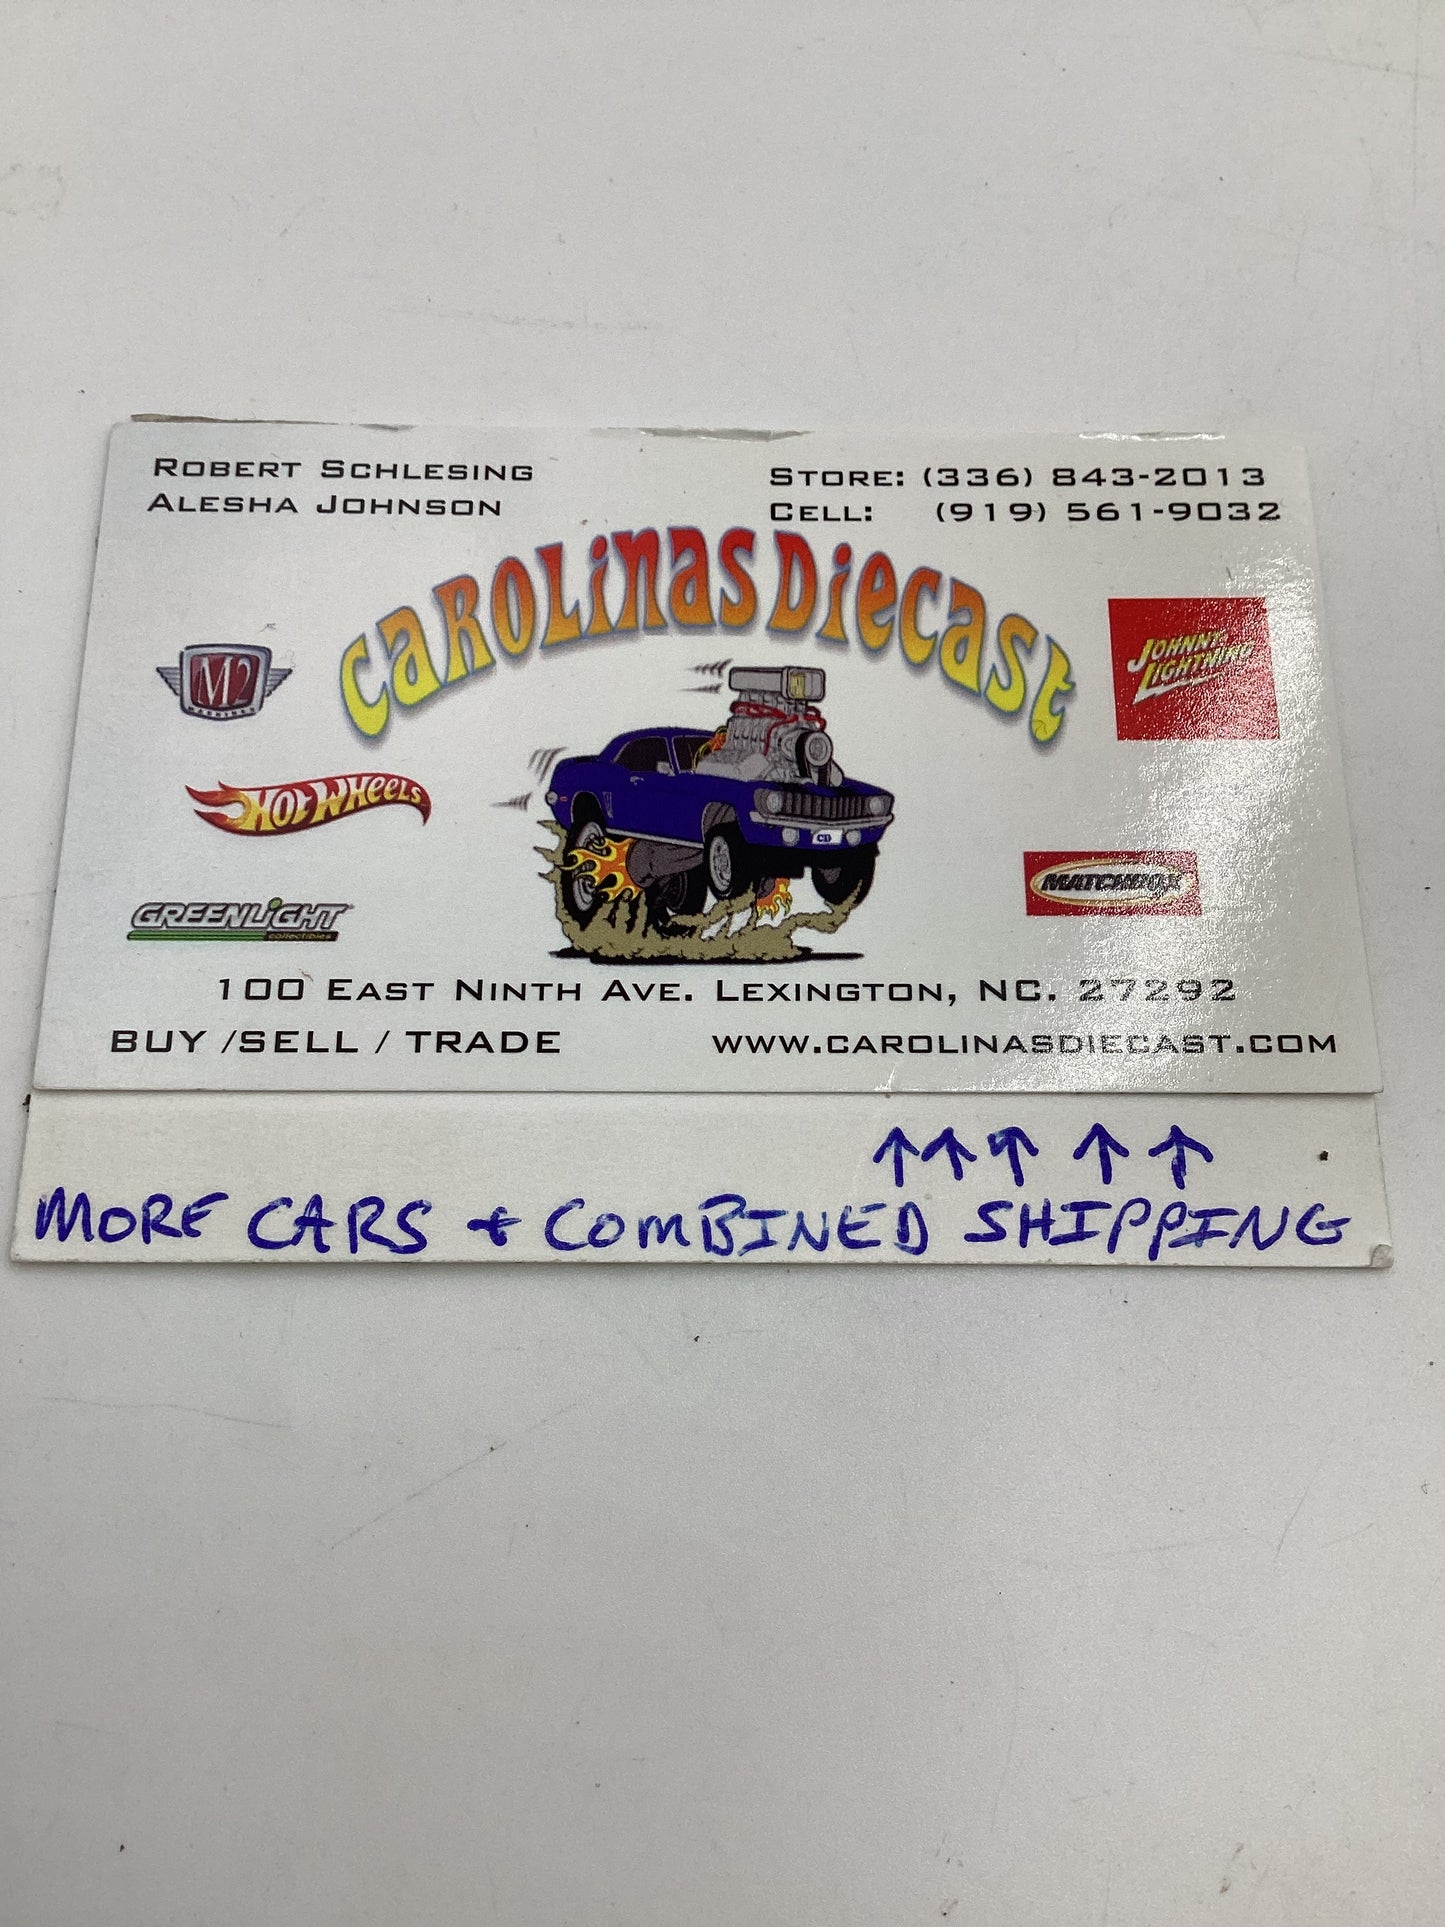 ROBERT SCHLESING
ALESHA JOHNSON
STORE: (336) 843-2013
CELL: (919) 561-9032
CAROLINAS DIECAST
M2
MACHINES
JOHNNY
LIGHTNING
HOT WHEELS
MATCHBOX
GREENLIGHT
collectibles
100 EAST NINTH AVE. LEXINGTON, NC. 27292
BUY /SELL / TRADE
WWW.CAROLINASDIECAST.COM
↑↑↑ ↑ ↑
MORE CARS + COMBINED SHIPPING